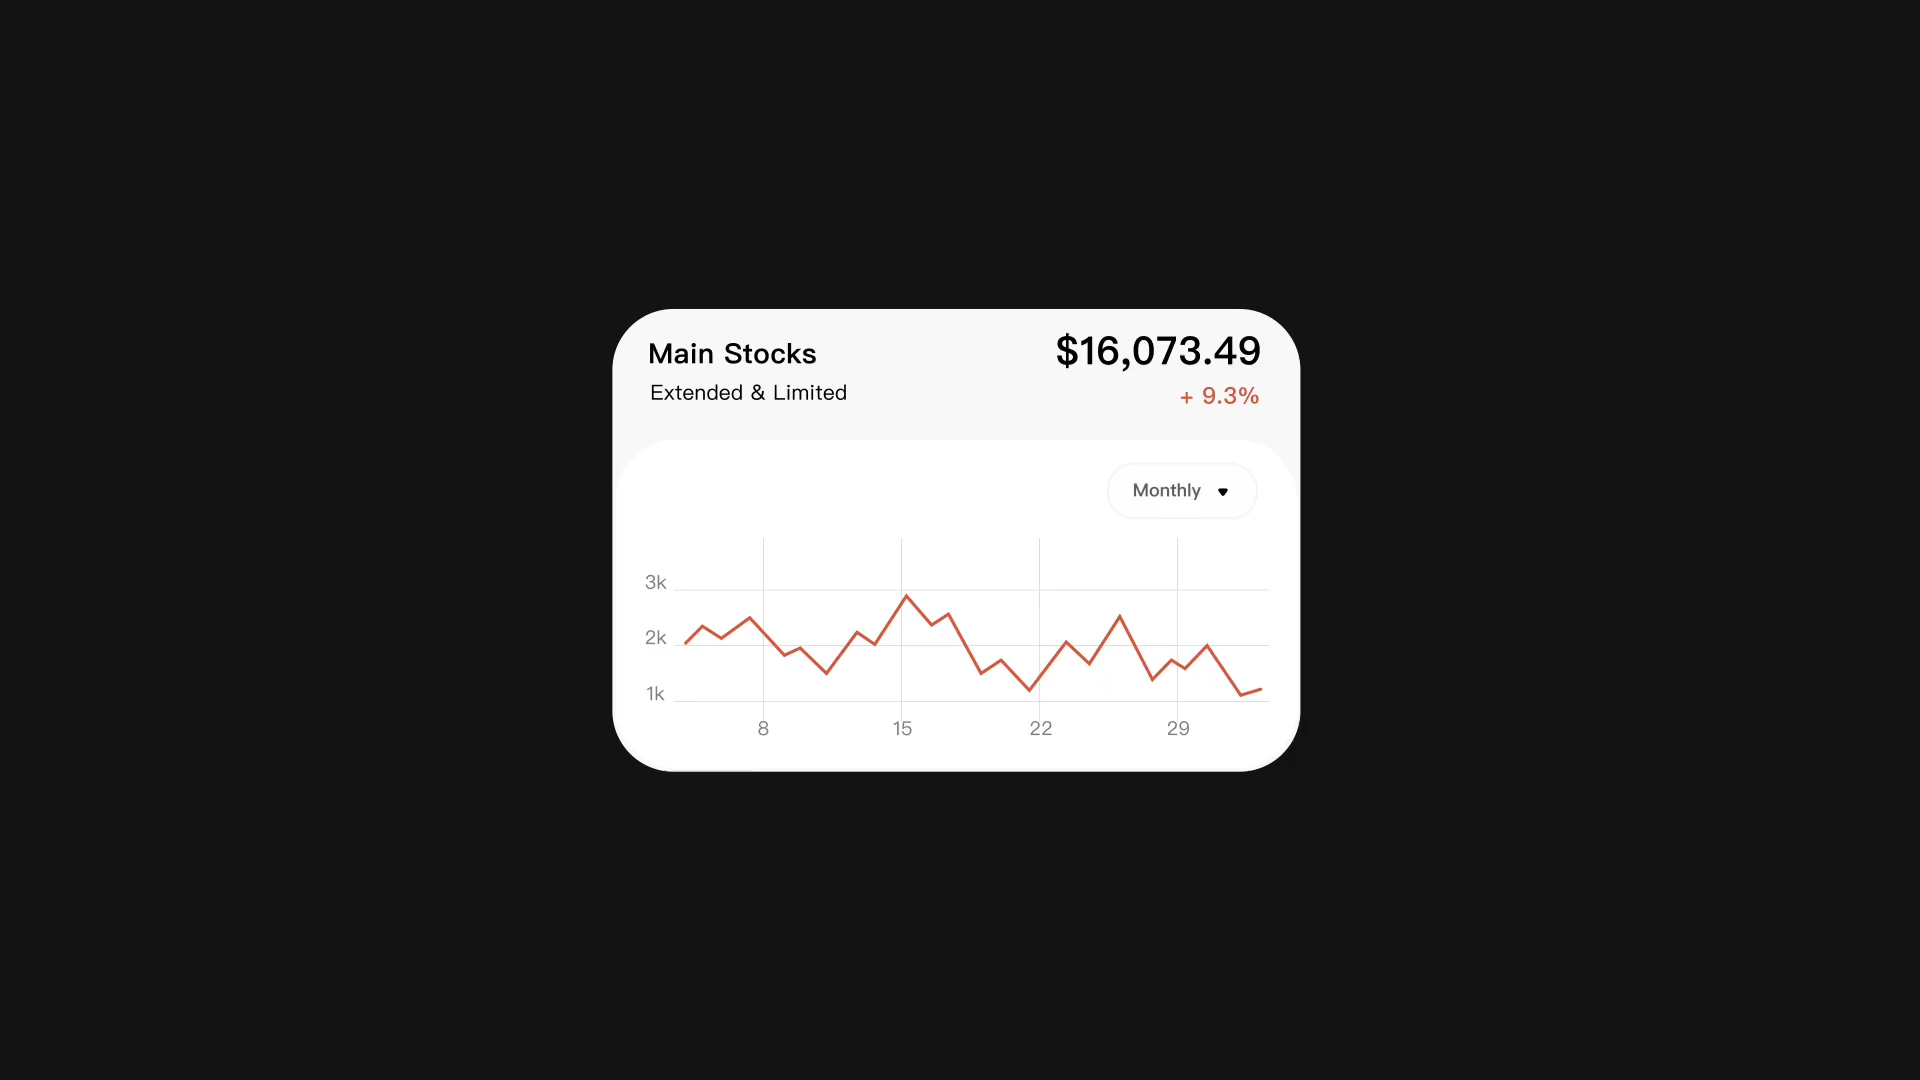 Main Stocks
$16,073.49
Extended & Limited
+ 9.3%
Monthly
3k
2k
1k
8 15 22 29